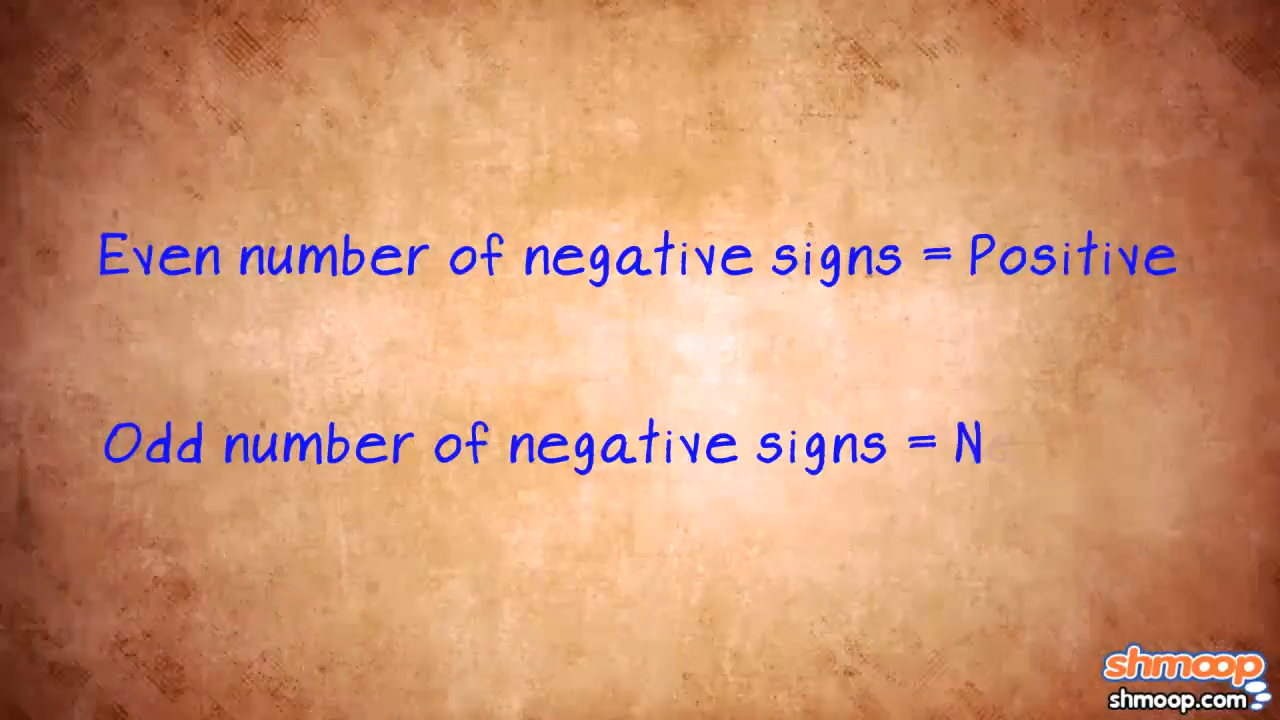 Even number of negative signs = Positive
Odd number of negative signs = N
shmoop
shmoop.com